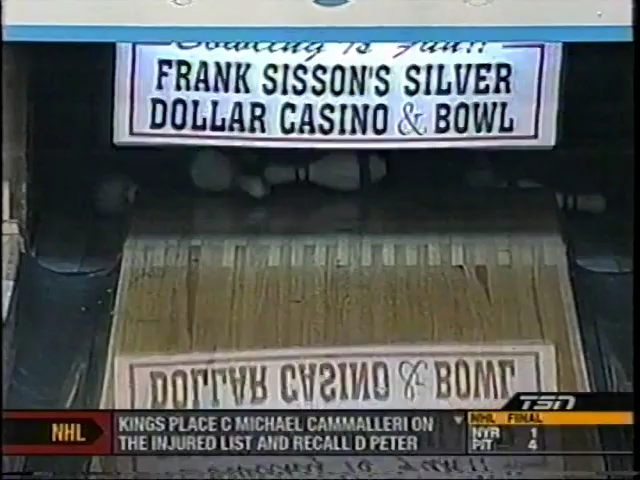 Bowling is Fun!!
FRANK SISSON'S SILVER
DOLLAR CASINO & BOWL
DOLLAR CASINO & BOWL
TSN
NHL
KINGS PLACE C MICHAEL CAMMALLERI ON
THE INJURED LIST AND RECALL D PETER
NHL FINAL
NYR 1
PIT 4